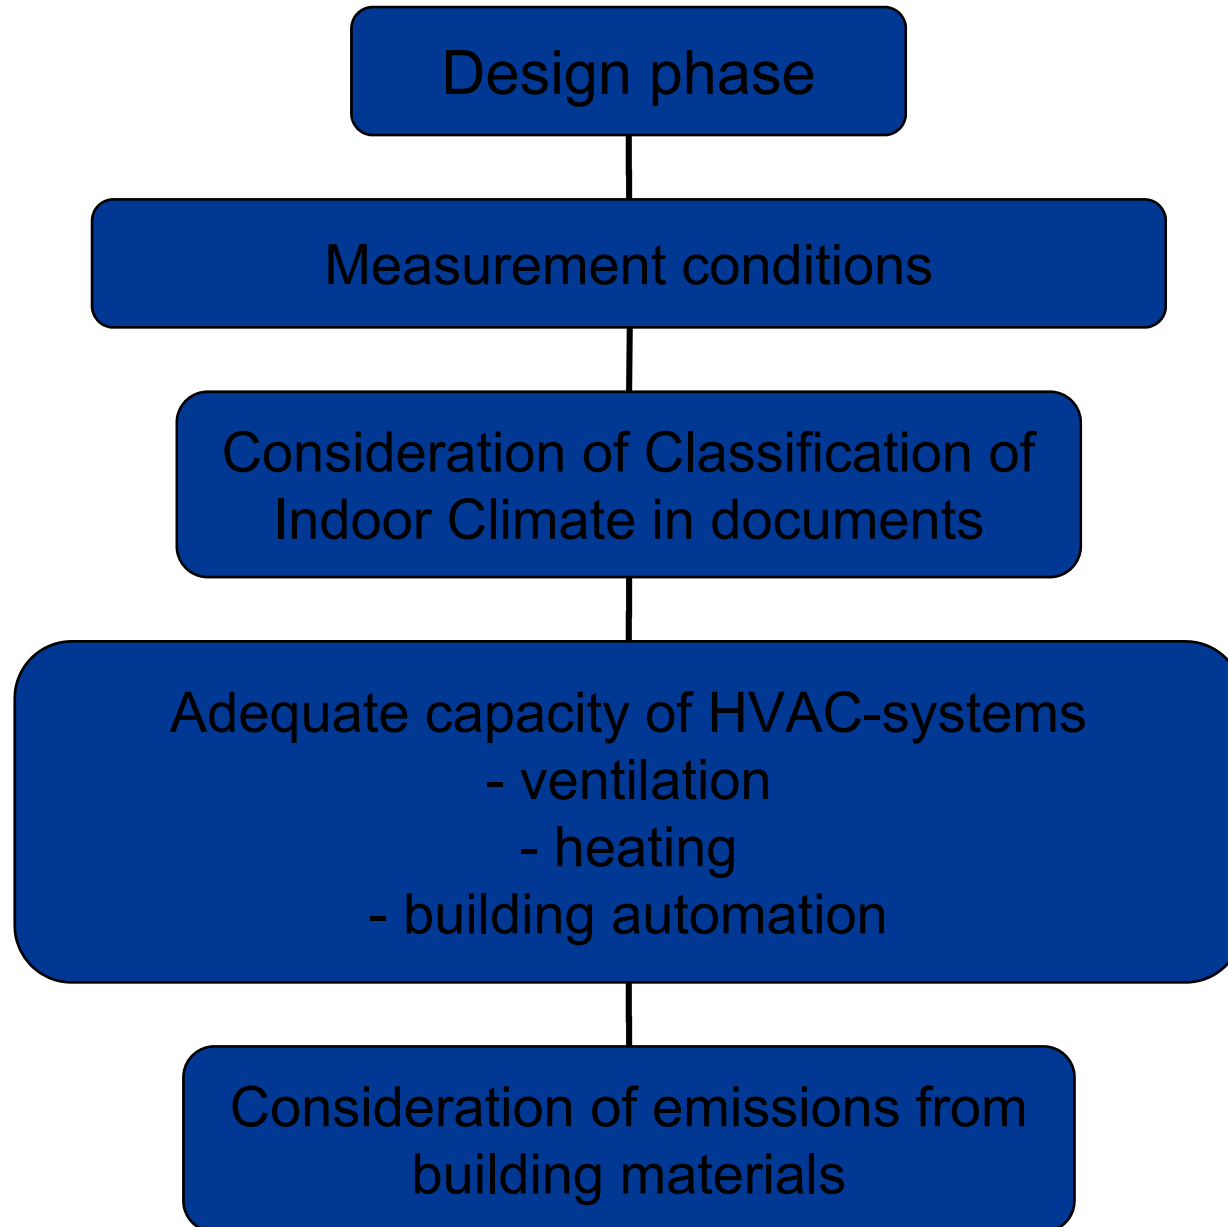 Design phase
Measurement conditions
Consideration of Classification of
Indoor Climate in documents
Adequate capacity of HVAC-systems
- ventilation
- heating
- building automation
Consideration of emissions from
building materials